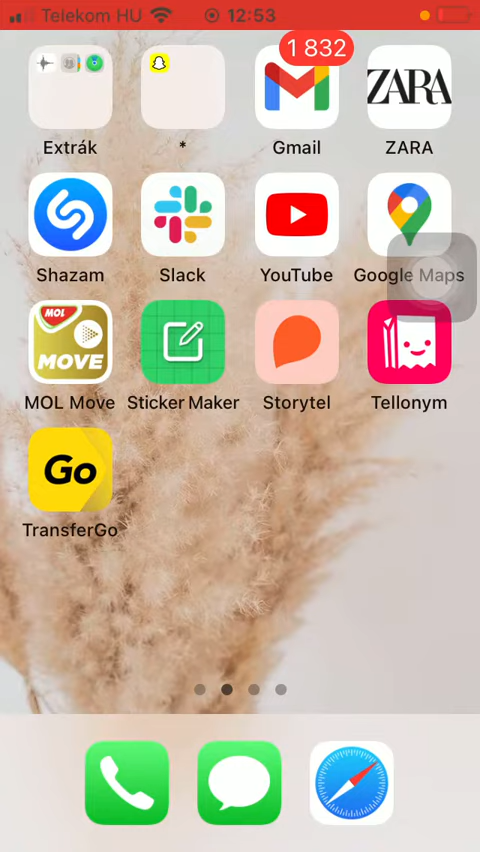 Telekom HU 12:53
1 832
Extrák * Gmail ZARA
ZARA
Shazam Slack YouTube Google Maps
MOL
MOVE
MOL Move Sticker Maker Storytel Tellonym
Go
TransferGo